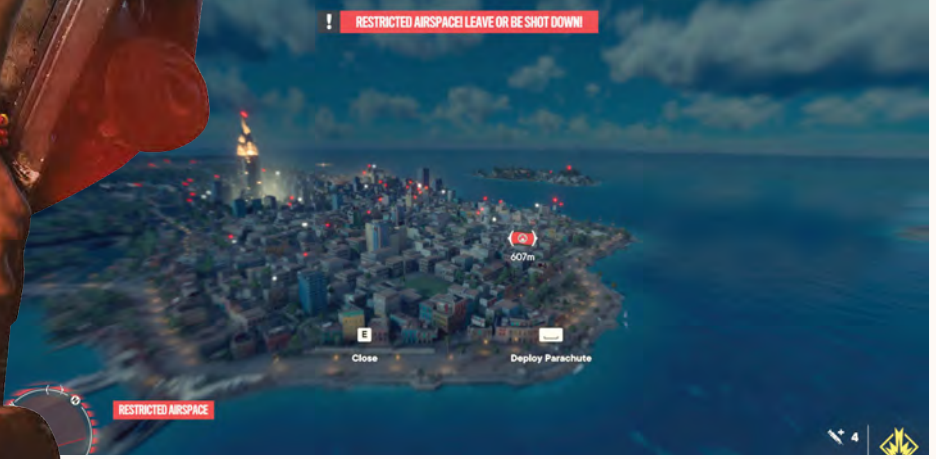 ! RESTRICTED AIRSPACE! LEAVE OR BE SHOT DOWN!
607m
E
Close
Deploy Parachute
RESTRICTED AIRSPACE
4